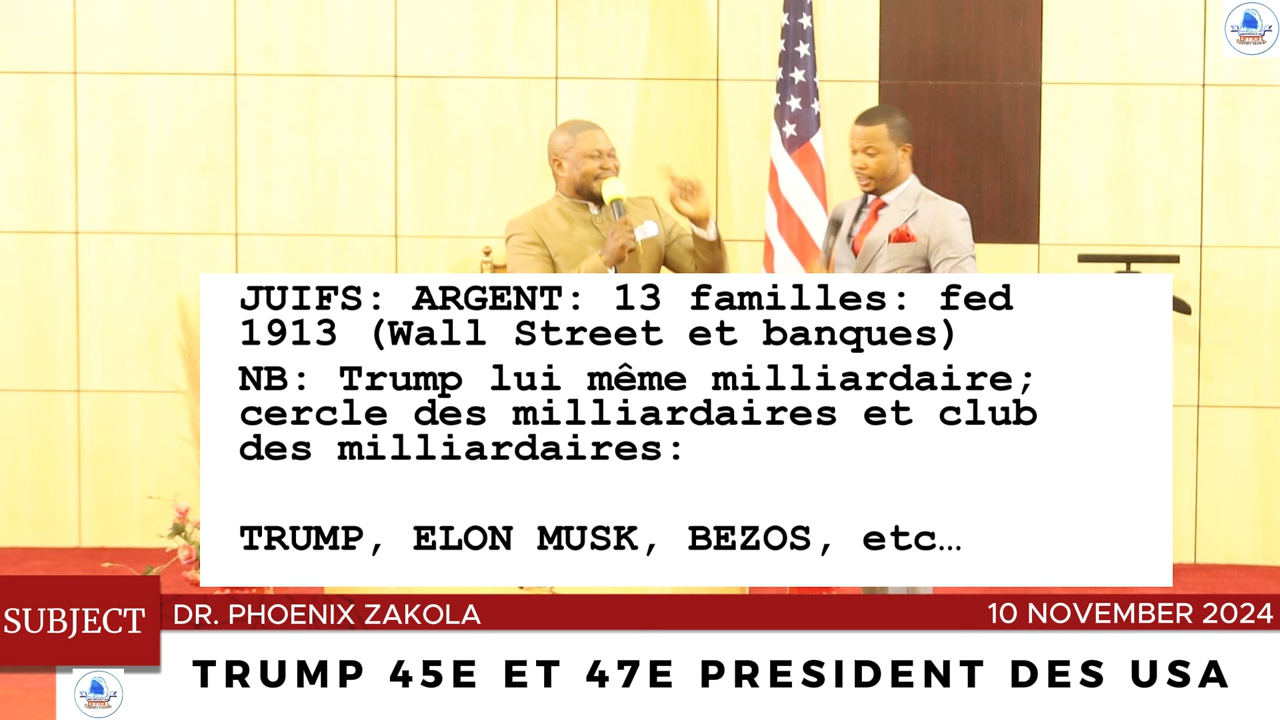 JUIFS: ARGENT: 13 familles: fed
1913 (Wall Street et banques)
NB: Trump lui même milliardaire;
cercle des milliardaires et club
des milliardaires:
TRUMP, ELON MUSK, BEZOS, etc…
SUBJECT
DR. PHOENIX ZAKOLA
10 NOVEMBER 2024
TRUMP 45E ET 47E PRESIDENT DES USA